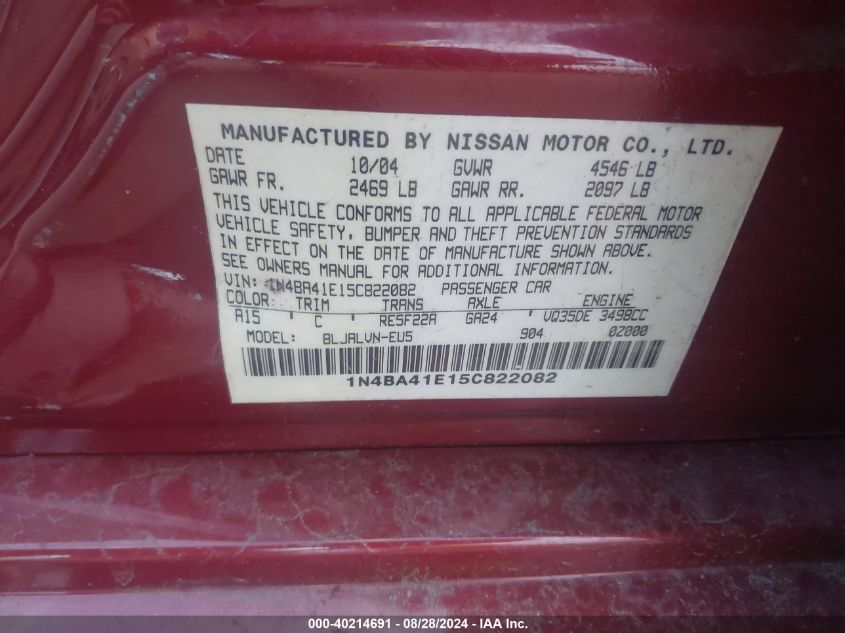 MANUFACTURED BY NISSAN MOTOR CO., LTD.
DATE 10/04 GVWR 4546 LB
GAWR FR. 2469 LB GAWR RR. 2097 LB
THIS VEHICLE CONFORMS TO ALL APPLICABLE FEDERAL MOTOR
VEHICLE SAFETY, BUMPER AND THEFT PREVENTION STANDARDS
IN EFFECT ON THE DATE OF MANUFACTURE SHOWN ABOVE.
SEE OWNERS MANUAL FOR ADDITIONAL INFORMATION.
VIN: 1N4BA41E15C822082 PASSENGER CAR
COLOR: TRIM TRANS AXLE ENGINE
A15 C RE5F22A GA24 VQ35DE 3498CC
MODEL: BLJALVN-EU5 904 0Z000
1N4BA41E15C822082
000-40214691 - 08/28/2024 - © IAA - IAAI.COM